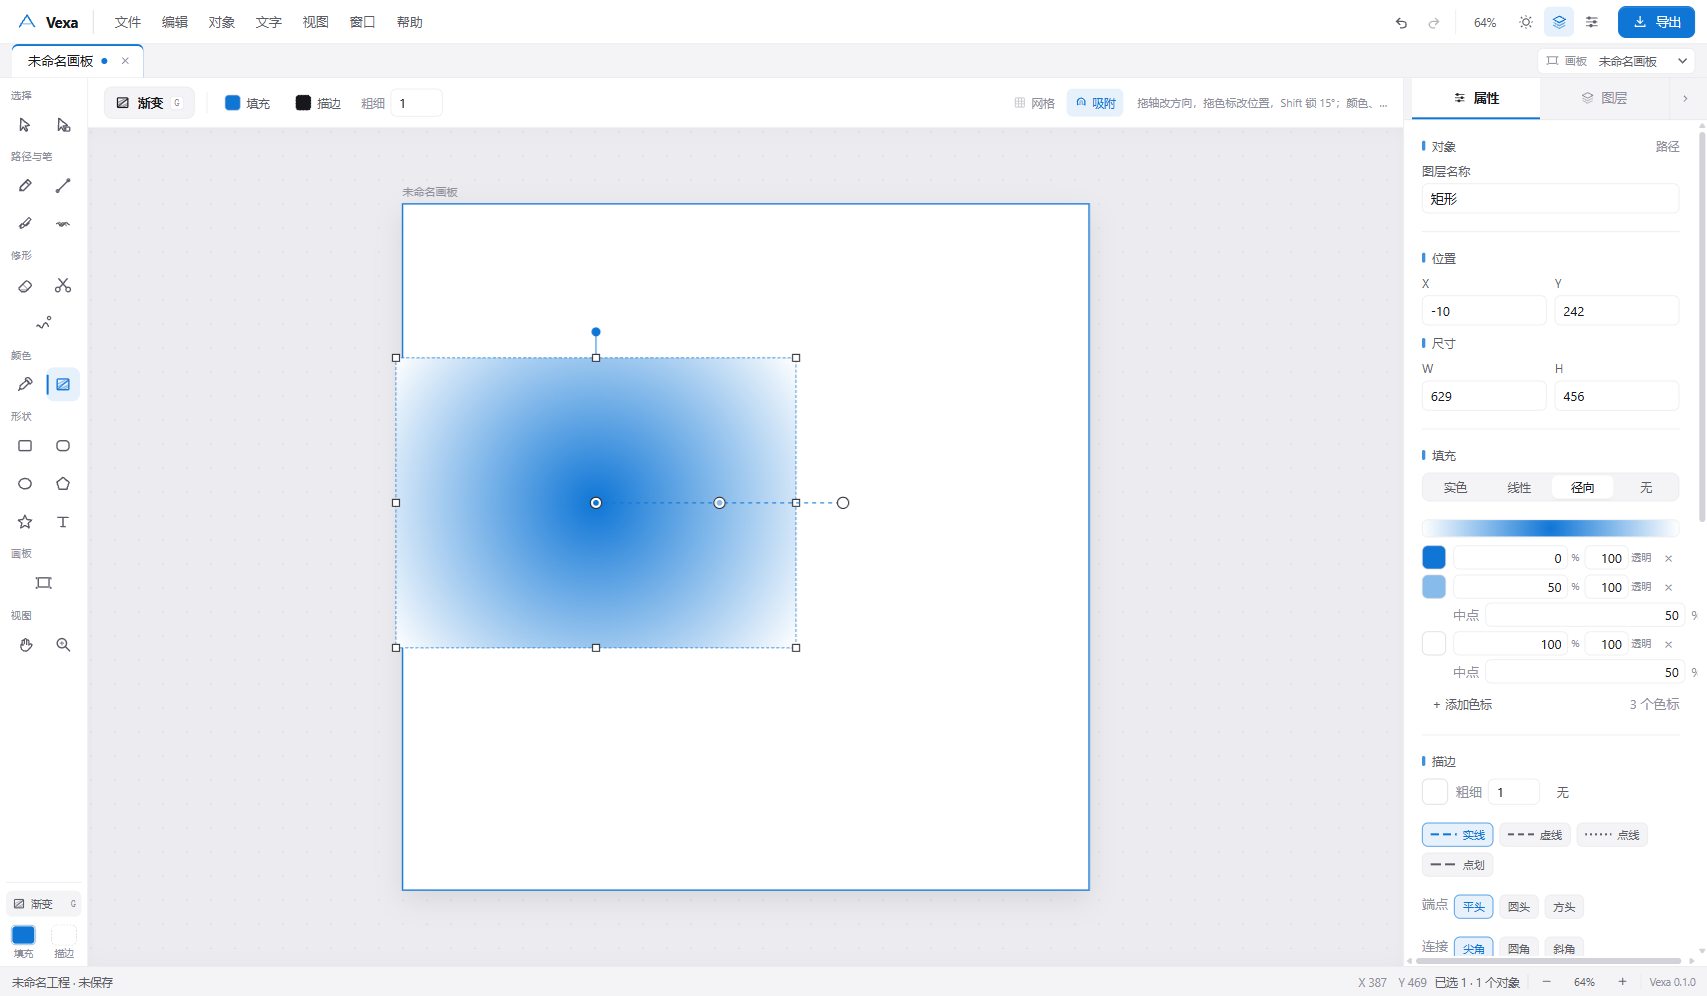 Vexa 文件 编辑 对象 文字 视图 窗口 帮助 64% 导出
未命名画板 画板 未命名画板
选择 渐变 G 填充 描边 粗细 1 网格 吸附 拖轴改方向，拖色标改位置，Shift 锁 15°；颜色、... 属性 图层
路径与笔
修形
颜色
形状
画板
视图
渐变 G
填充 描边
未命名画板
对象 路径
图层名称
矩形
位置
X Y
-10 242
尺寸
W H
629 456
填充
实色 线性 径向 无
0 % 100 透明 ×
50 % 100 透明 ×
中点 50 %
100 % 100 透明 ×
中点 50 %
+ 添加色标 3 个色标
描边
粗细 1 无
实线 虚线 点线
点划
端点 平头 圆头 方头
连接 尖角 圆角 斜角
未命名工程 · 未保存 X 387 Y 469 已选 1 · 1 个对象 − 64% + Vexa 0.1.0